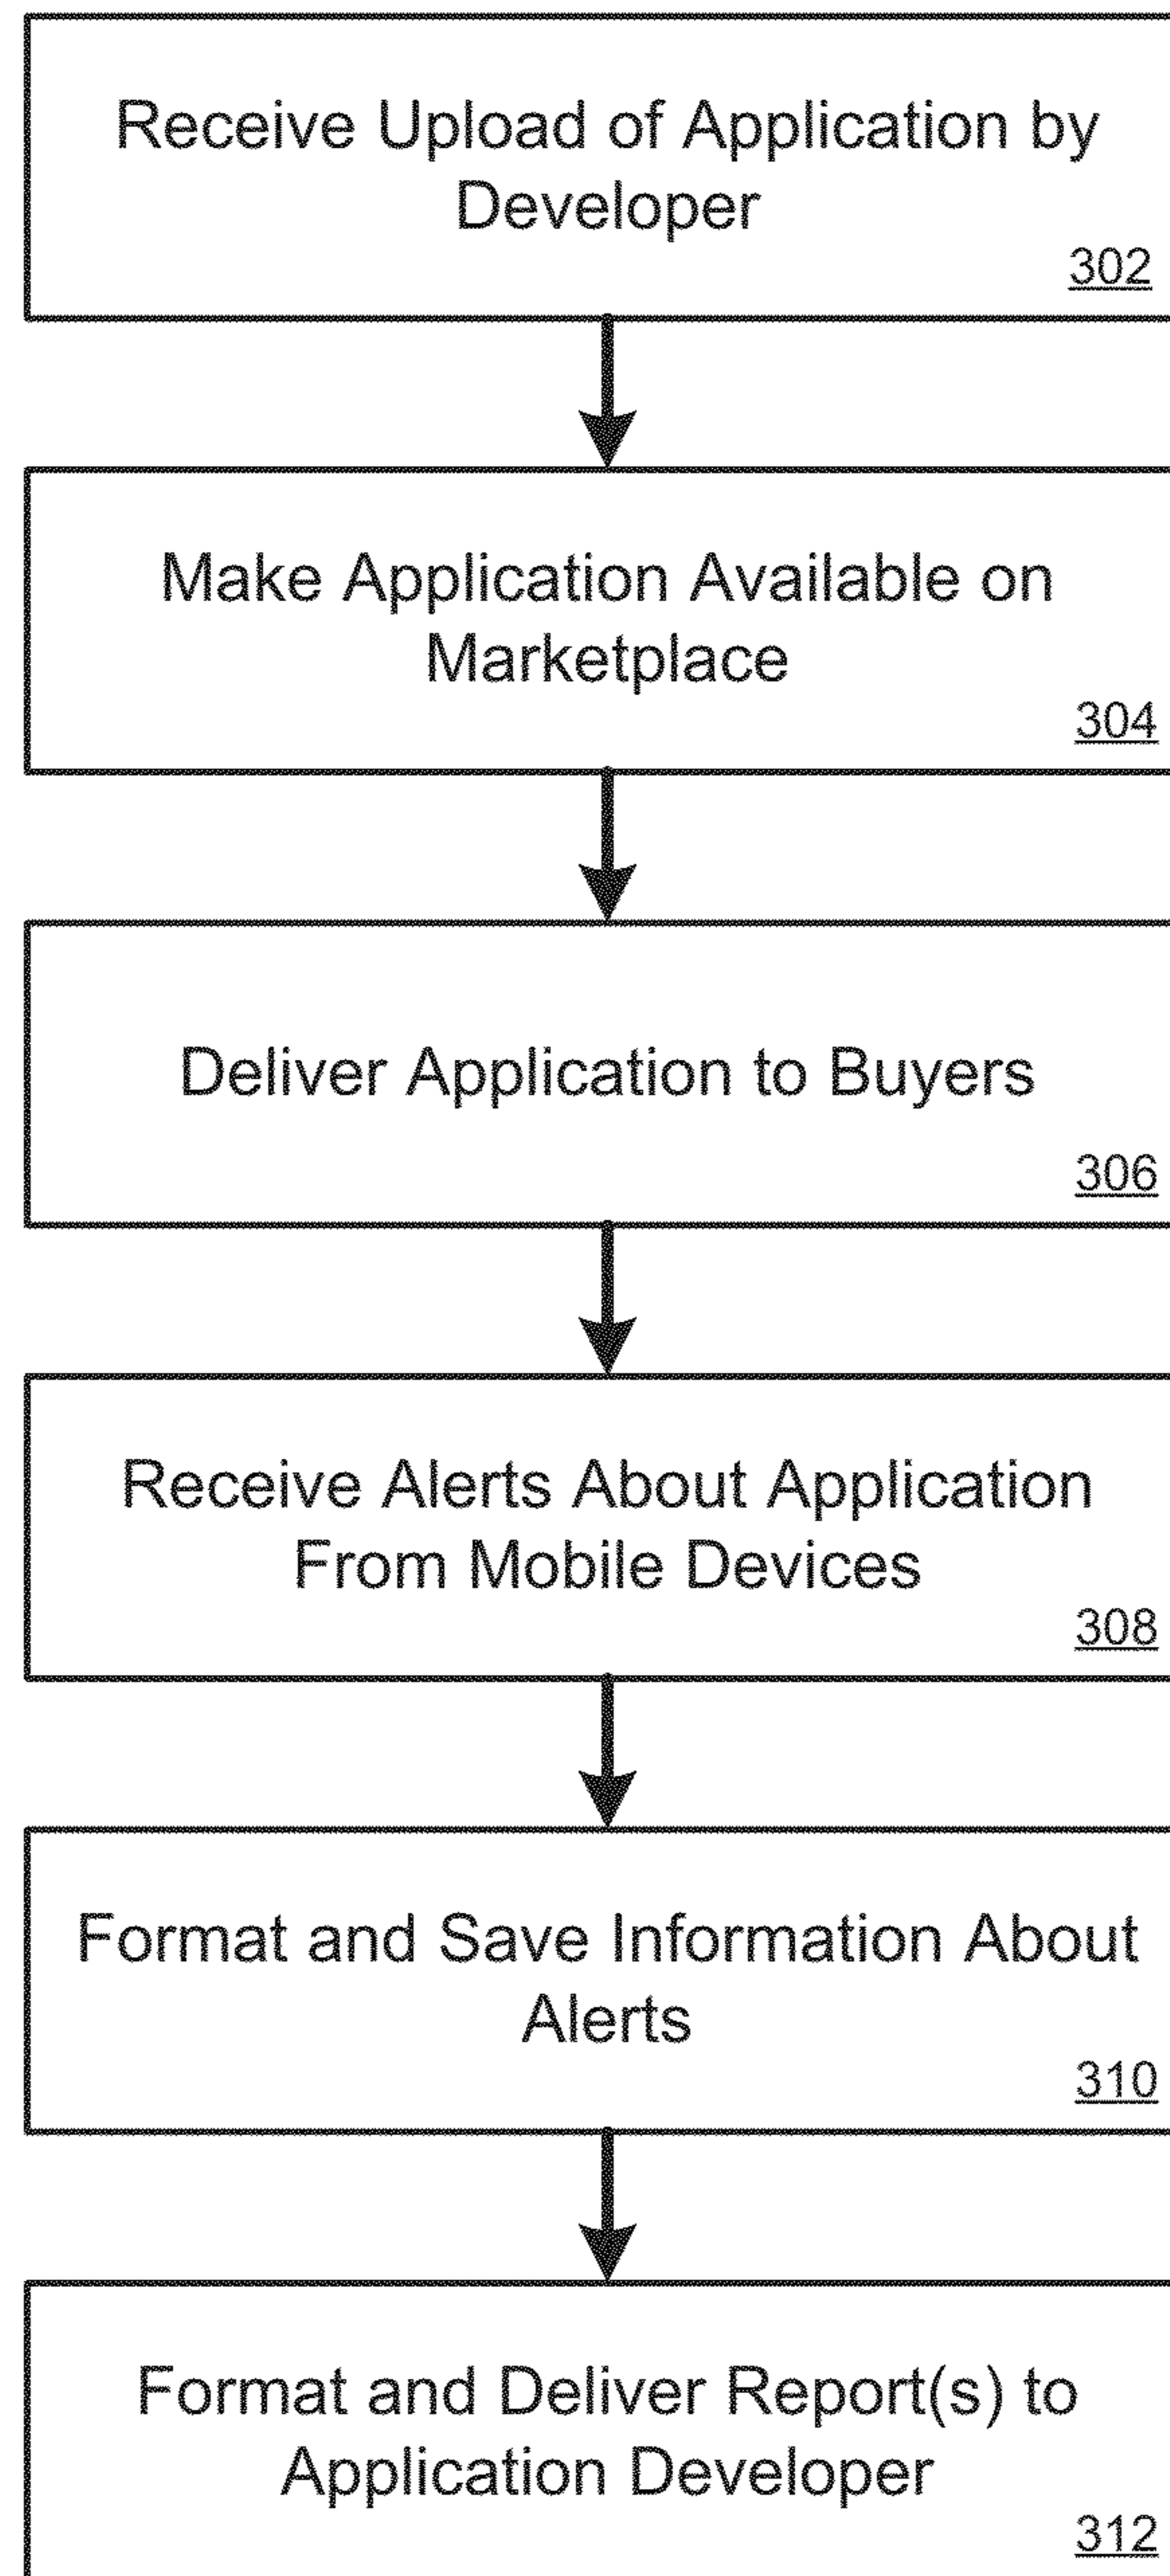 Receive Upload of Application by
Developer
302
Make Application Available on
Marketplace
304
Deliver Application to Buyers
306
Receive Alerts About Application
From Mobile Devices
308
Format and Save Information About
Alerts
310
Format and Deliver Report(s) to
Application Developer
312